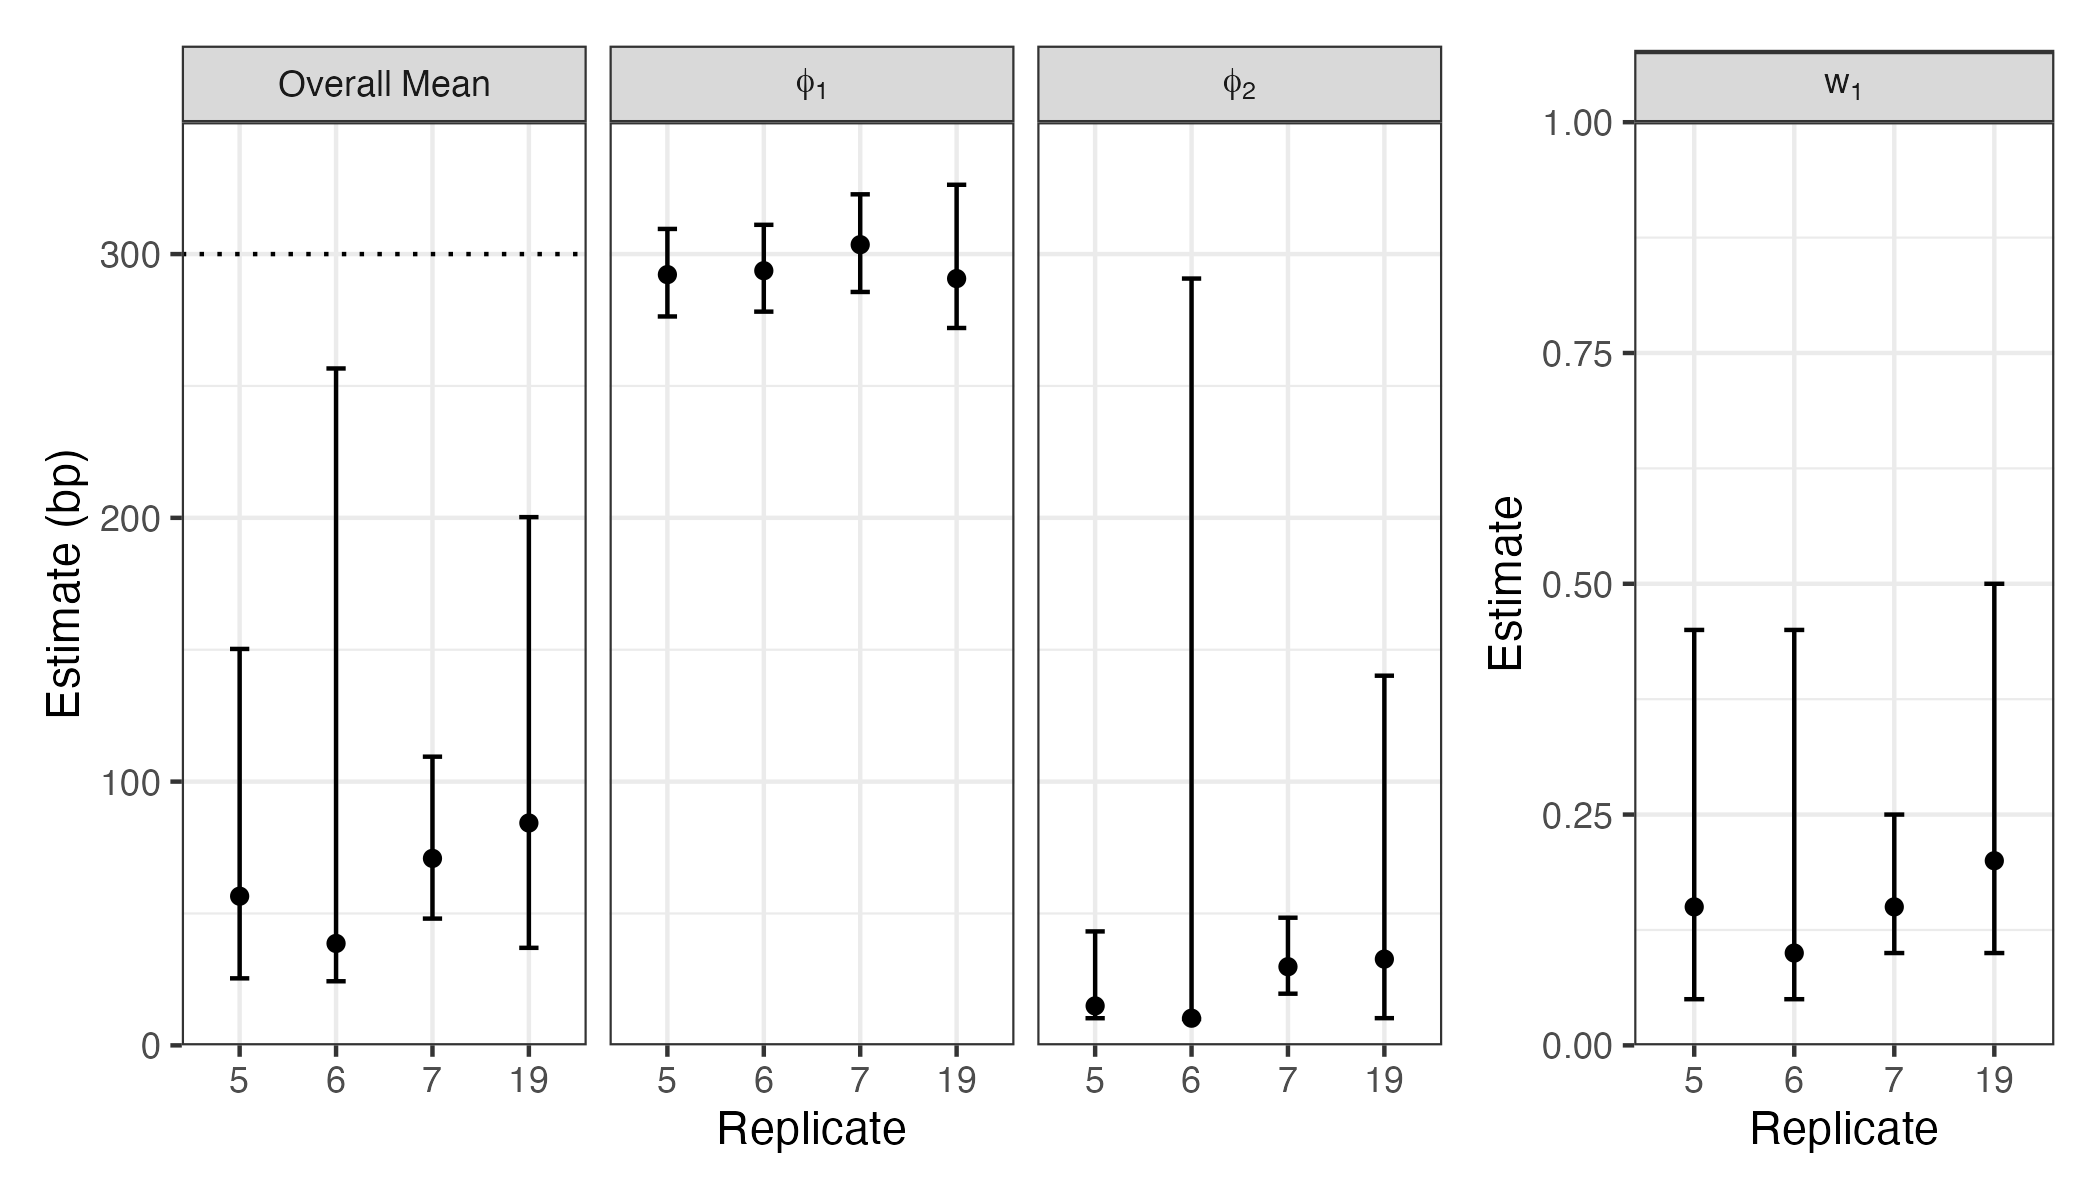 Overall Mean
ϕ1
ϕ2
w1
Estimate (bp)
300
200
100
0
5 6 7 19
5 6 7 19
5 6 7 19
Replicate
Estimate
1.00
0.75
0.50
0.25
0.00
5 6 7 19
Replicate